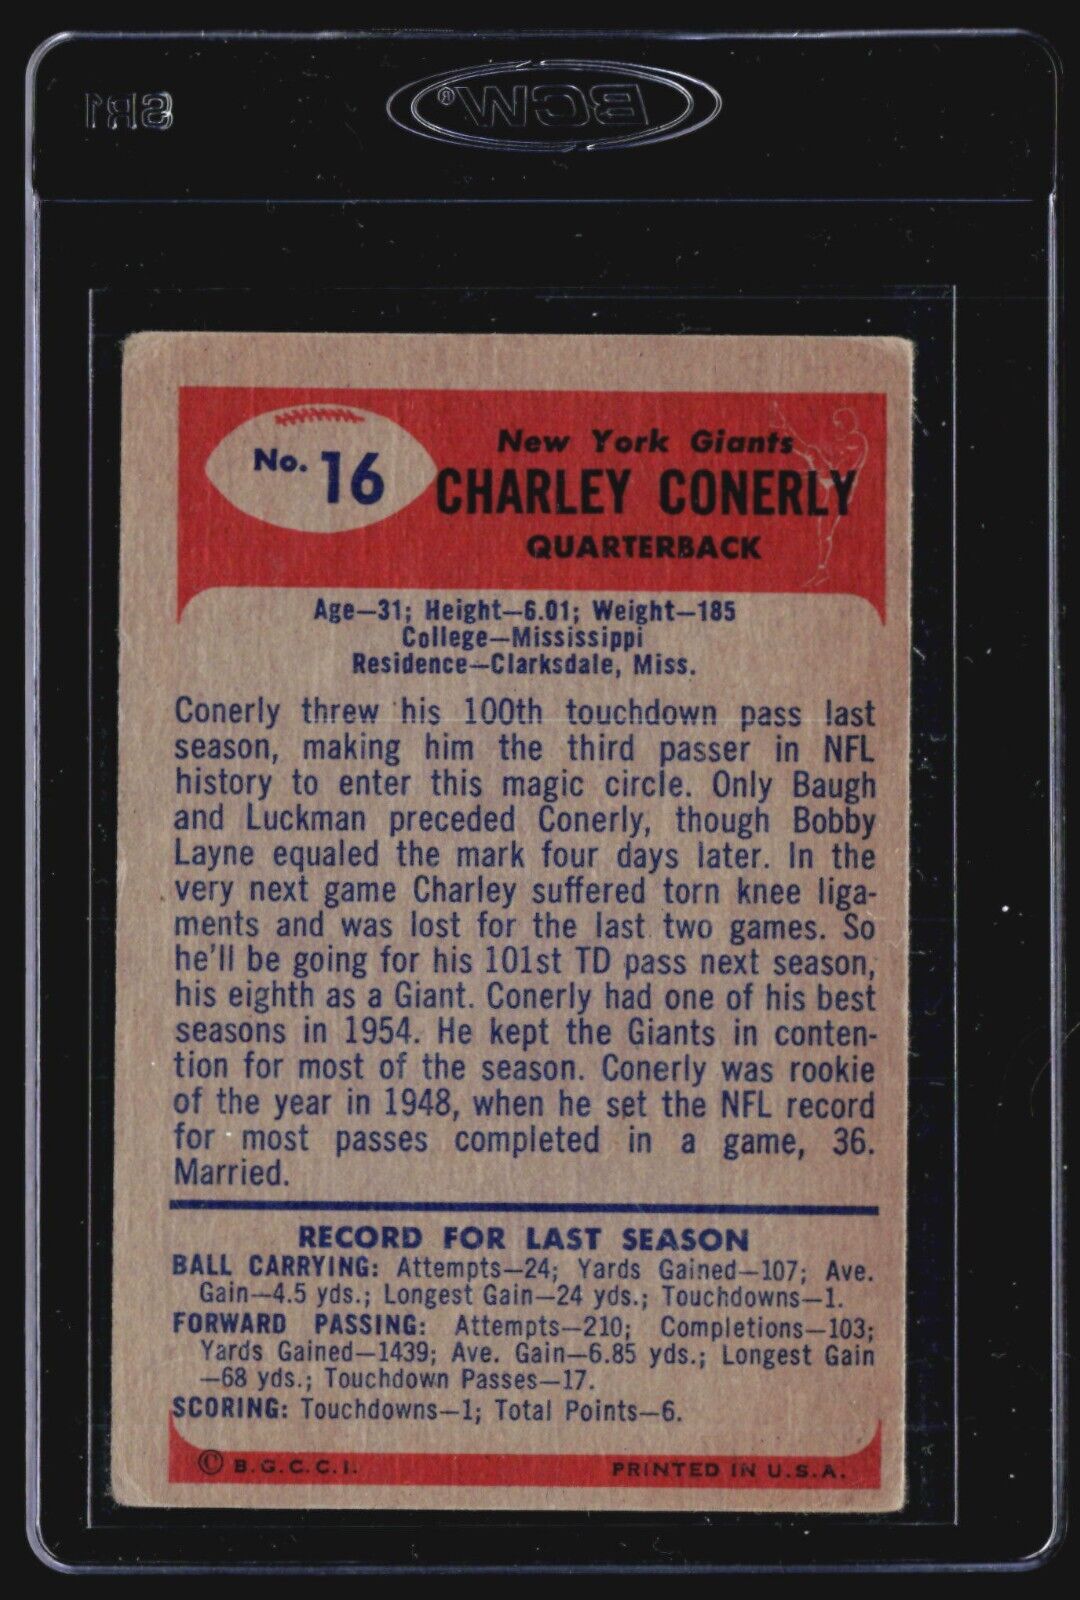 SR1
BCW®
No. 16
New York Giants
CHARLEY CONERLY
QUARTERBACK
Age—31; Height—6.01; Weight—185
College—Mississippi
Residence—Clarksdale, Miss.
Conerly threw his 100th touchdown pass last
season, making him the third passer in NFL
history to enter this magic circle. Only Baugh
and Luckman preceded Conerly, though Bobby
Layne equaled the mark four days later. In the
very next game Charley suffered torn knee liga-
ments and was lost for the last two games. So
he'll be going for his 101st TD pass next season,
his eighth as a Giant. Conerly had one of his best
seasons in 1954. He kept the Giants in conten-
tion for most of the season. Conerly was rookie
of the year in 1948, when he set the NFL record
for most passes completed in a game, 36.
Married.
RECORD FOR LAST SEASON
BALL CARRYING: Attempts—24; Yards Gained—107; Ave.
Gain—4.5 yds.; Longest Gain—24 yds.; Touchdowns—1.
FORWARD PASSING: Attempts—210; Completions—103;
Yards Gained—1439; Ave. Gain—6.85 yds.; Longest Gain
—68 yds.; Touchdown Passes—17.
SCORING: Touchdowns—1; Total Points—6.
© B.G.C.C.I. PRINTED IN U.S.A.